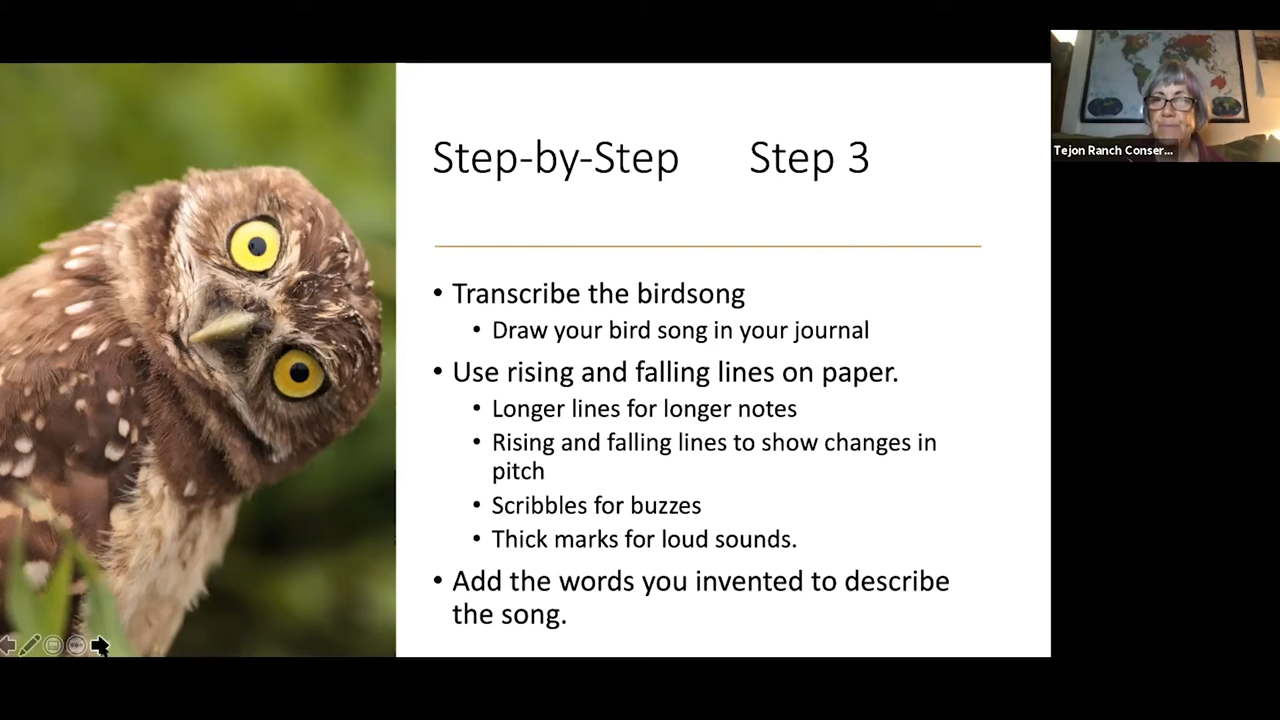 Step-by-Step Step 3
• Transcribe the birdsong
• Draw your bird song in your journal
• Use rising and falling lines on paper.
• Longer lines for longer notes
• Rising and falling lines to show changes in
pitch
• Scribbles for buzzes
• Thick marks for loud sounds.
• Add the words you invented to describe
the song.
Tejon Ranch Conser...